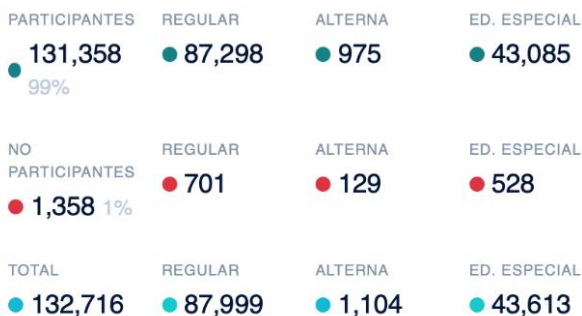 PARTICIPANTES REGULAR ALTERNA ED. ESPECIAL
131,358 87,298 975 43,085
99%
NO PARTICIPANTES REGULAR ALTERNA ED. ESPECIAL
701 129 528
1,358 1%
TOTAL REGULAR ALTERNA ED. ESPECIAL
132,716 87,999 1,104 43,613